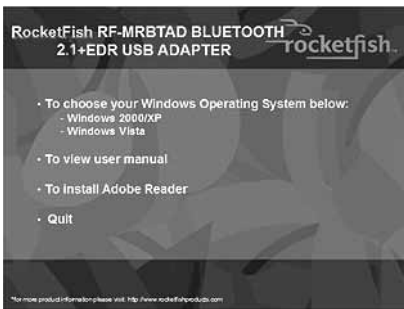 RocketFish RF-MRBTAD BLUETOOTH
2.1+EDR USB ADAPTER
rocketfish™
· To choose your Windows Operating System below:
- Windows 2000/XP
- Windows Vista
· To view user manual
· To install Adobe Reader
· Quit
*for more product information please visit: http://www.rocketfishproducts.com